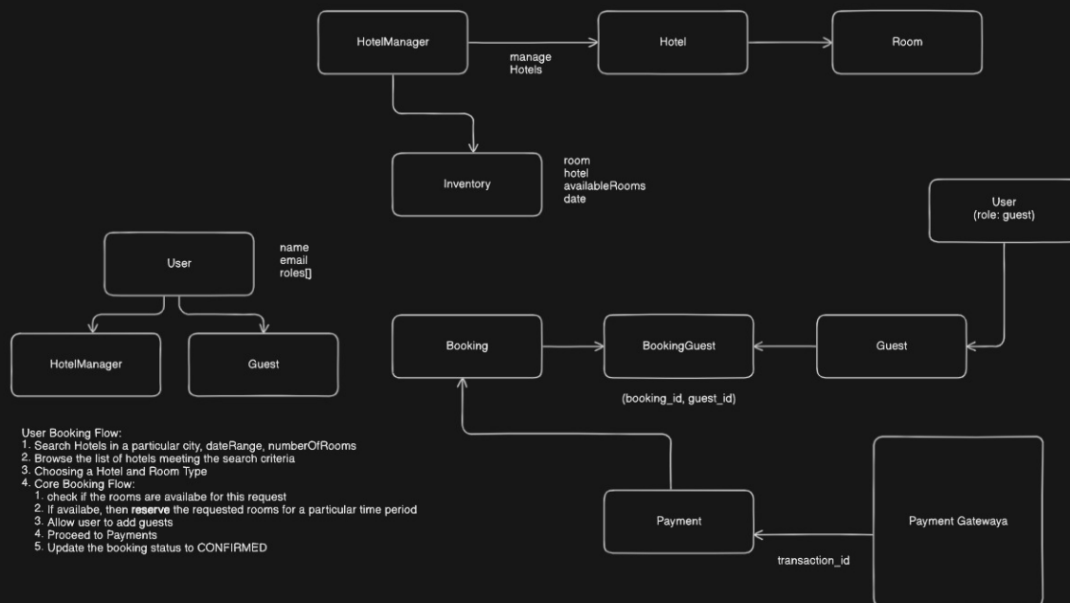 HotelManager
manage
Hotels
Hotel
Room
Inventory
room
hotel
availableRooms
date
User
(role: guest)
User
name
email
roles[]
HotelManager
Guest
Booking
BookingGuest
Guest
(booking_id, guest_id)
User Booking Flow:
1. Search Hotels in a particular city, dateRange, numberOfRooms
2. Browse the list of hotels meeting the search criteria
3. Choosing a Hotel and Room Type
4. Core Booking Flow:
1. check if the rooms are availabe for this request
2. If availabe, then reserve the requested rooms for a particular time period
3. Allow user to add guests
4. Proceed to Payments
5. Update the booking status to CONFIRMED
Payment
transaction_id
Payment Gatewaya